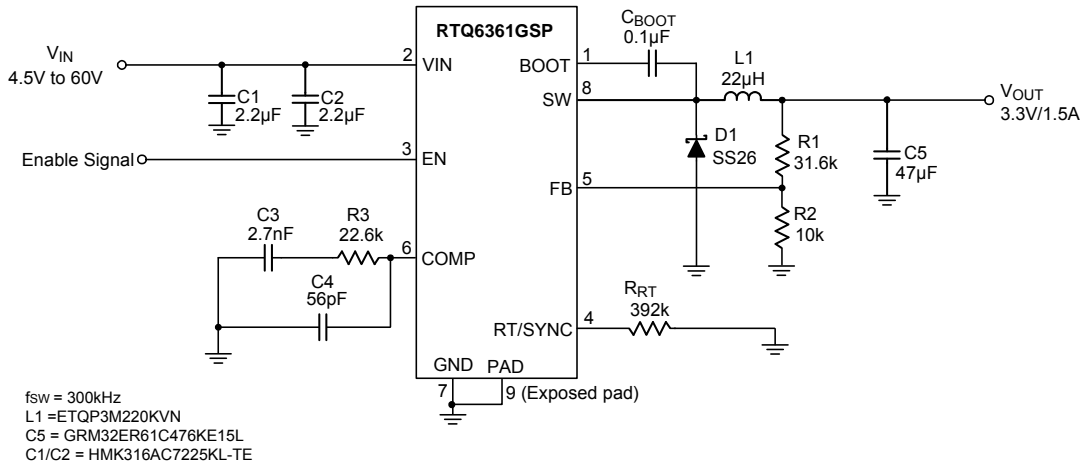 RTQ6361GSP
VIN
4.5V to 60V
C1
2.2µF
C2
2.2µF
2
VIN
BOOT
1
CBOOT
0.1µF
SW
8
L1
22µH
VOUT
3.3V/1.5A
D1
SS26
R1
31.6k
C5
47µF
Enable Signal
3
EN
FB
5
R2
10k
C3
2.7nF
R3
22.6k
6
COMP
C4
56pF
RT/SYNC
4
RRT
392k
GND
PAD
7
9 (Exposed pad)
fsw = 300kHz
L1 =ETQP3M220KVN
C5 = GRM32ER61C476KE15L
C1/C2 = HMK316AC7225KL-TE